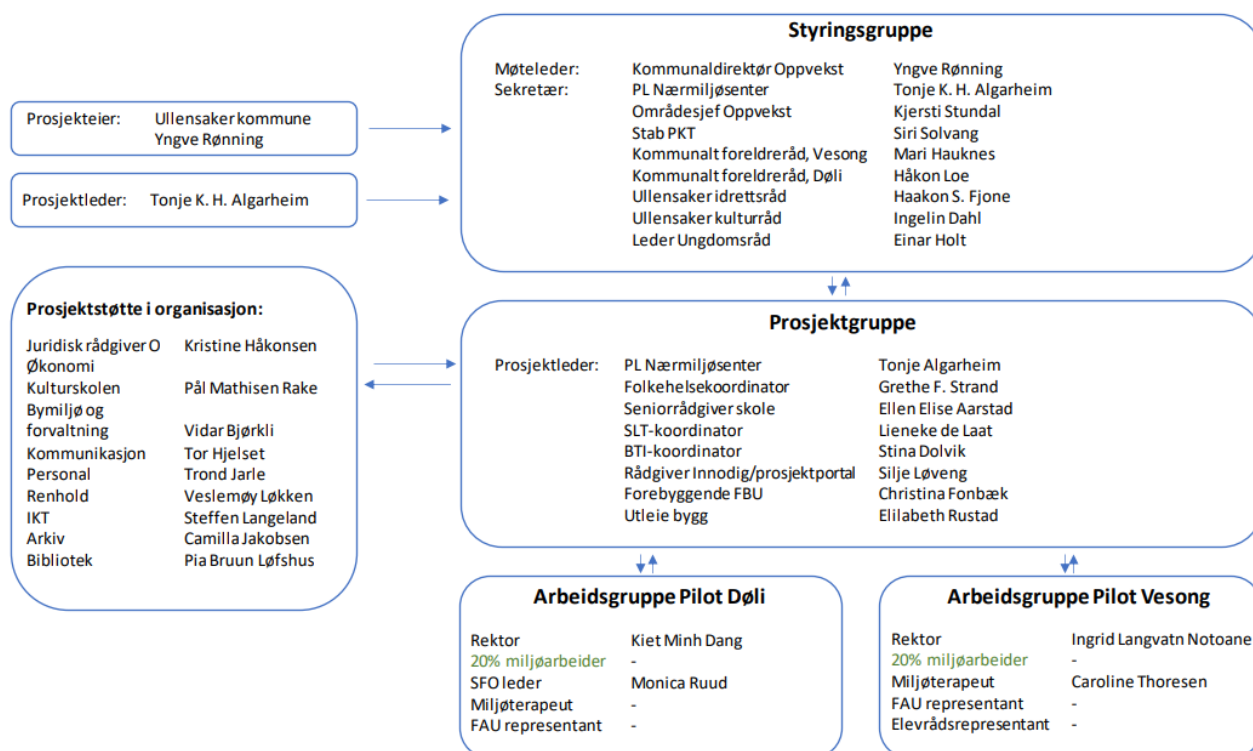 Styringsgruppe
Møteleder: Kommunaldirektør Oppvekst Yngve Rønning
Sekretær: PL Nærmiljøsenter Tonje K. H. Algarheim
Områdesjef Oppvekst Kjersti Stundal
Stab PKT Siri Solvang
Kommunalt foreldreråd, Vesong Mari Hauknes
Kommunalt foreldreråd, Døli Håkon Loe
Ullensaker idrettsråd Haakon S. Fjone
Ullensaker kulturråd Ingelin Dahl
Leder Ungdomsråd Einar Holt
Prosjekteier: Ullensaker kommune
Yngve Rønning
Prosjektleder: Tonje K. H. Algarheim
Prosjektstøtte i organisasjon:
Juridisk rådgiver O Kristine Håkonsen
Økonomi
Kulturskolen Pål Mathisen Rake
Bymiljø og
forvaltning Vidar Bjørkli
Kommunikasjon Tor Hjelset
Personal Trond Jarle
Renhold Veslemøy Løkken
IKT Steffen Langeland
Arkiv Camilla Jakobsen
Bibliotek Pia Bruun Løfshus
Prosjektgruppe
Prosjektleder: PL Nærmiljøsenter Tonje Algarheim
Folkehelsekoordinator Grethe F. Strand
Seniorrådgiver skole Ellen Elise Aarstad
SLT-koordinator Lieneke de Laat
BTI-koordinator Stina Dolvik
Rådgiver Innodig/prosjektportal Silje Løveng
Forebyggende FBU Christina Fonbæk
Utleie bygg Elilabeth Rustad
Arbeidsgruppe Pilot Døli
Rektor Kiet Minh Dang
20% miljøarbeider -
SFO leder Monica Ruud
Miljøterapeut -
FAU representant -
Arbeidsgruppe Pilot Vesong
Rektor Ingrid Langvatn Notoane
20% miljøarbeider -
Miljøterapeut Caroline Thoresen
FAU representant -
Elevrådsrepresentant -